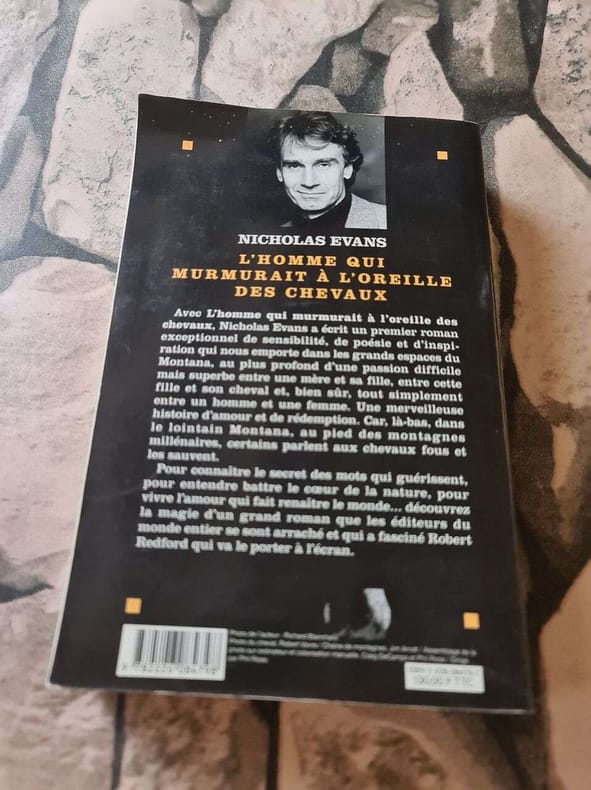 NICHOLAS EVANS
L'HOMME QUI
MURMURAIT À L'OREILLE
DES CHEVAUX
Avec L'homme qui murmurait à l'oreille des
chevaux, Nicholas Evans a écrit un premier roman
exceptionnel de sensibilité, de poésie et d'inspi-
ration qui nous emporte dans les grands espaces du
Montana, au plus profond d'une passion difficile
mais superbe entre une mère et sa fille, entre cette
fille et son cheval et, bien sûr, tout simplement
entre un homme et une femme. Une merveilleuse
histoire d'amour et de rédemption. Car, là-bas, dans
le lointain Montana, au pied des montagnes
millénaires, certains parlent aux chevaux fous et
les sauvent.
Pour connaître le secret des mots qui guérissent,
pour entendre battre le cœur de la nature, pour
vivre l'amour qui fait renaître le monde... découvrez
la magie d'un grand roman que les éditeurs du
monde entier se sont arraché et qui a fasciné Robert
Redford qui va le porter à l'écran.
Photo de l'auteur : Richard